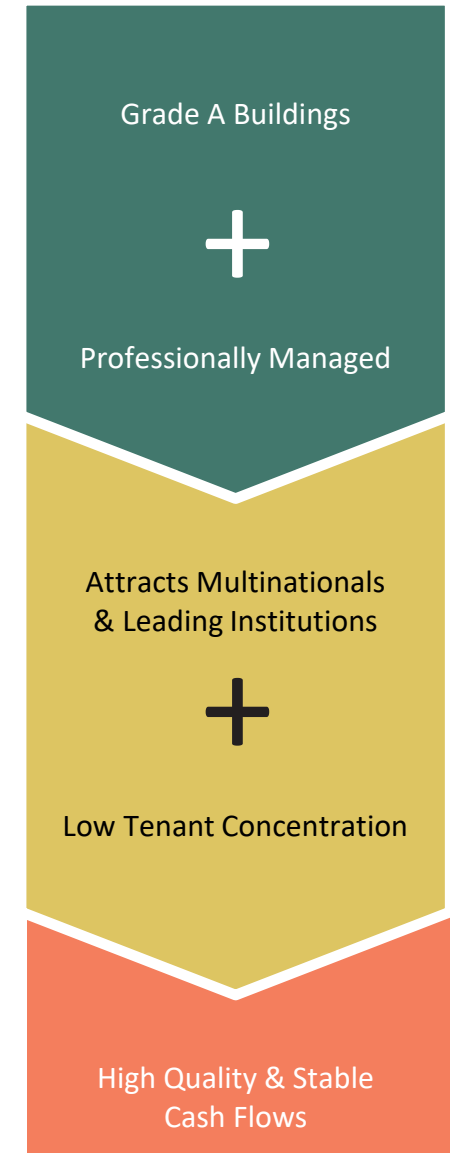 Grade A Buildings
+
Professionally Managed
Attracts Multinationals
& Leading Institutions
+
Low Tenant Concentration
High Quality & Stable
Cash Flows